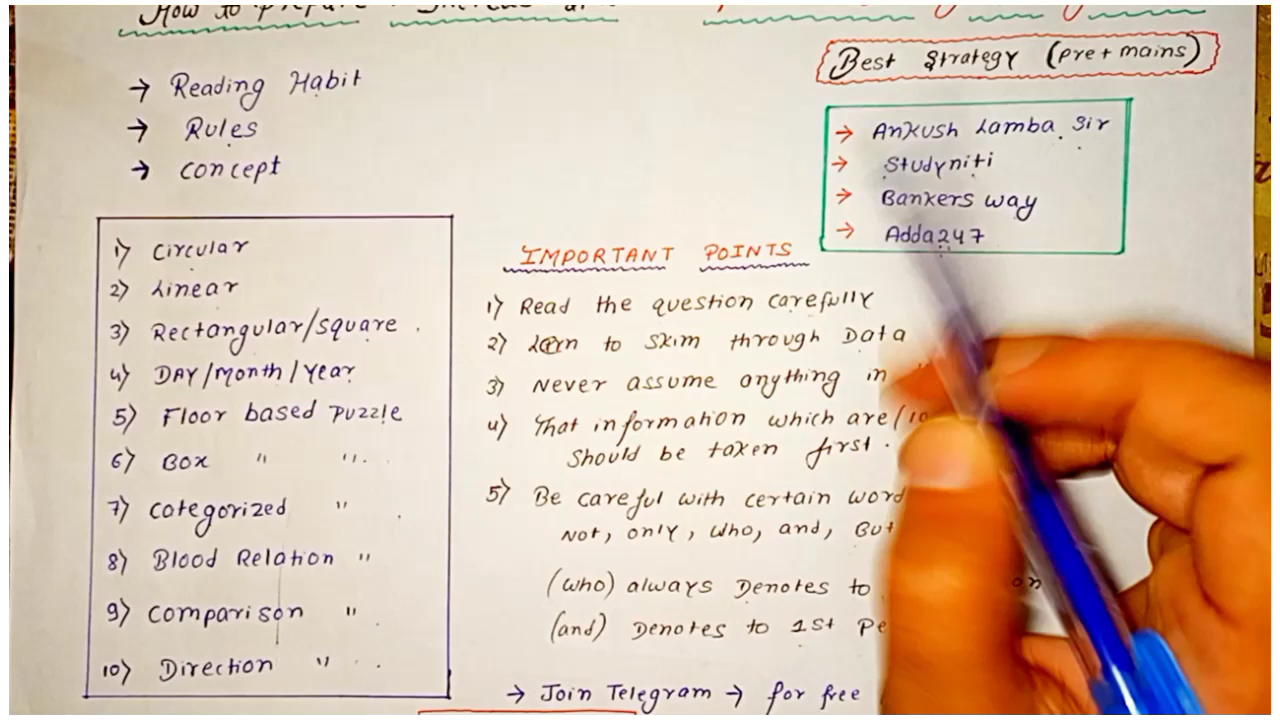 How to prepare
Best Strategy (Pre + mains)
→ Reading Habit
→ Rules
→ concept
→ Ankush Lamba Sir
→ Studyniti
→ Bankers way
→ Adda247
1) Circular
2) Linear
3) Rectangular/square
4) DAY/month/year
5) Floor based Puzzle
6) Box " "
7) categorized "
8) Blood Relation "
9) comparison "
10) Direction "
IMPORTANT POINTS
1) Read the question carefully
2) to skim through Data
3) Never assume anything in
4) That information which are
should be taken first.
5) Be careful with certain word
Not, only, who, and, But
(who) always Denotes to
(and) Denotes to 1st Pe
→ Join Telegram → for free